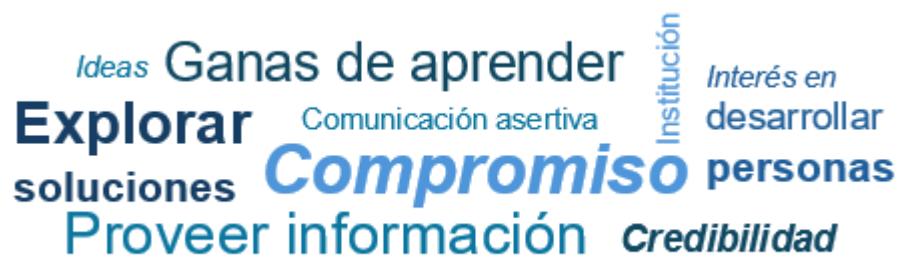 Ideas
Ganas de aprender
Institución
Interés en
desarrollar
personas
Explorar
soluciones
Comunicación asertiva
Compromiso
Proveer información
Credibilidad